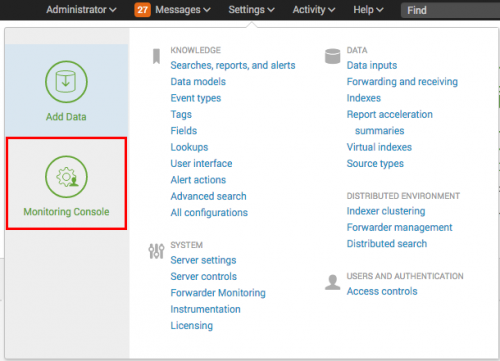 Administrator 27 Messages Settings Activity Help Find
Add Data
Monitoring Console
KNOWLEDGE
Searches, reports, and alerts
Data models
Event types
Tags
Fields
Lookups
User interface
Alert actions
Advanced search
All configurations
SYSTEM
Server settings
Server controls
Forwarder Monitoring
Instrumentation
Licensing
DATA
Data inputs
Forwarding and receiving
Indexes
Report acceleration
summaries
Virtual indexes
Source types
DISTRIBUTED ENVIRONMENT
Indexer clustering
Forwarder management
Distributed search
USERS AND AUTHENTICATION
Access controls